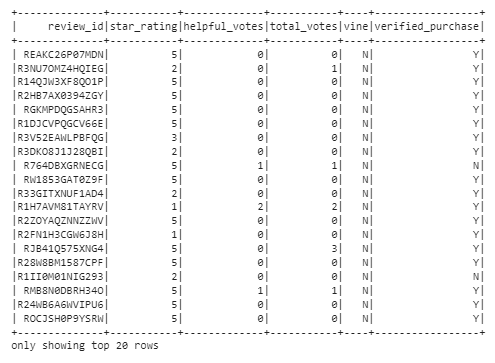 +--------------+-----------+-------------+-----------+----+-----------------+
|     review_id|star_rating|helpful_votes|total_votes|vine|verified_purchase|
+--------------+-----------+-------------+-----------+----+-----------------+
| REAKC26P07MDN|          5|            0|          0|   N|                Y|
|R3NU7OMZ4HQIEG|          2|            0|          1|   N|                Y|
|R14QJW3XF8QO1P|          5|            0|          0|   N|                Y|
|R2HB7AX0394ZGY|          5|            0|          0|   N|                Y|
| RGKMPDQGSAHR3|          5|            0|          0|   N|                Y|
|R1DJCVPQGCV66E|          5|            0|          0|   N|                Y|
|R3V52EAWLPBFQG|          3|            0|          0|   N|                Y|
|R3DKO8J1J28QBI|          2|            0|          0|   N|                Y|
| R764DBXGRNECG|          5|            1|          1|   N|                N|
| RW1853GAT0Z9F|          5|            0|          0|   N|                Y|
|R33GITXNUF1AD4|          2|            0|          0|   N|                Y|
|R1H7AVM81TAYRV|          1|            2|          2|   N|                Y|
|R2ZOYAQZNNZZWV|          5|            0|          0|   N|                Y|
|R2FN1H3CGW6J8H|          1|            0|          0|   N|                Y|
| RJB41Q575XNG4|          5|            0|          3|   N|                Y|
|R28W8BM1587CPF|          5|            0|          0|   N|                Y|
|R1II0M01NIG293|          2|            0|          0|   N|                N|
| RMB8N0DBRH34O|          5|            1|          1|   N|                Y|
|R24WB6A6WVIPU6|          5|            0|          0|   N|                Y|
| ROCJSH0P9YSRW|          5|            0|          0|   N|                Y|
+--------------+-----------+-------------+-----------+----+-----------------+
only showing top 20 rows